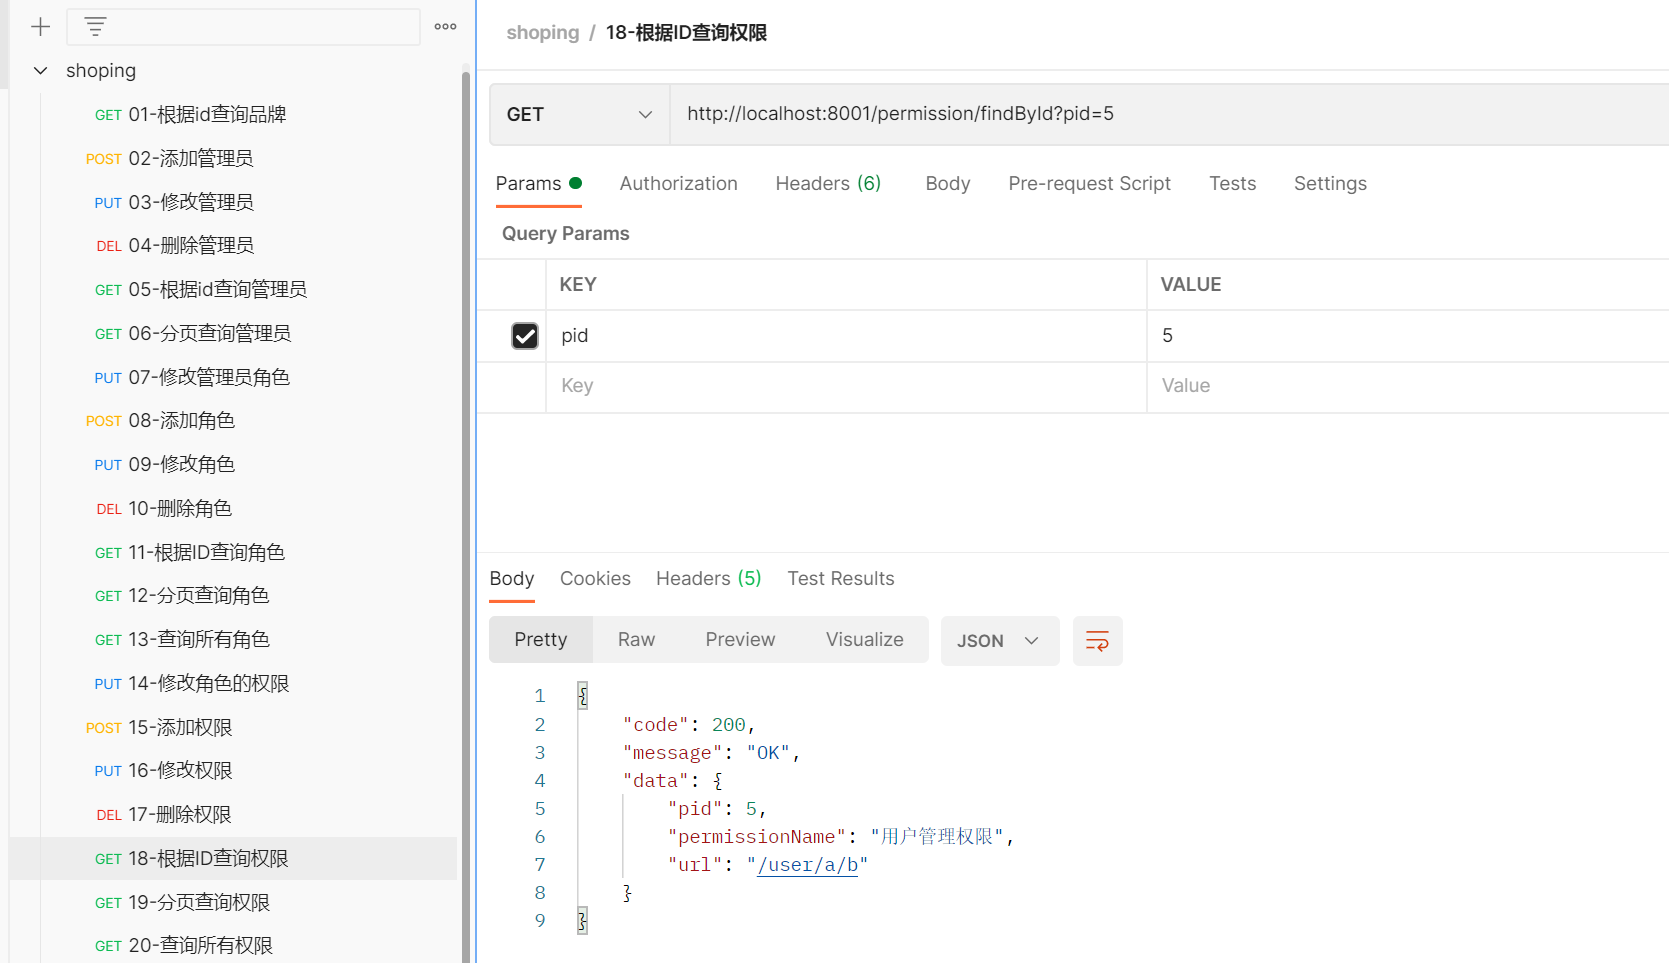 shoping
GET 01-根据id查询品牌
POST 02-添加管理员
PUT 03-修改管理员
DEL 04-删除管理员
GET 05-根据id查询管理员
GET 06-分页查询管理员
PUT 07-修改管理员角色
POST 08-添加角色
PUT 09-修改角色
DEL 10-删除角色
GET 11-根据ID查询角色
GET 12-分页查询角色
GET 13-查询所有角色
PUT 14-修改角色的权限
POST 15-添加权限
PUT 16-修改权限
DEL 17-删除权限
GET 18-根据ID查询权限
GET 19-分页查询权限
GET 20-查询所有权限
shoping / 18-根据ID查询权限
GET http://localhost:8001/permission/findById?pid=5
Params Authorization Headers (6) Body Pre-request Script Tests Settings
Query Params
KEY VALUE
pid 5
Key Value
Body Cookies Headers (5) Test Results
Pretty Raw Preview Visualize JSON
1 {
2 "code": 200,
3 "message": "OK",
4 "data": {
5 "pid": 5,
6 "permissionName": "用户管理权限",
7 "url": "/user/a/b"
8 }
9 }